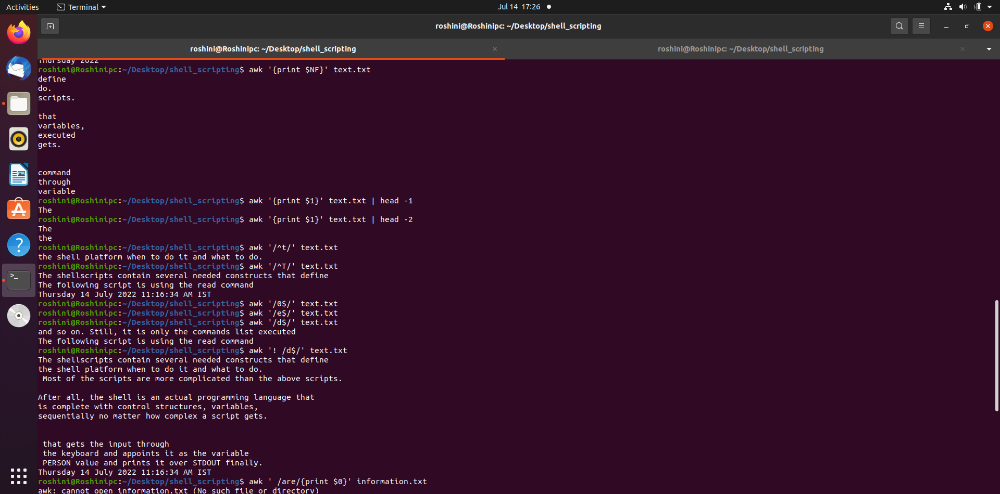 Activities
Terminal
Jul 14 17:26
roshini@Roshinipc: ~/Desktop/shell_scripting
roshini@Roshinipc: ~/Desktop/shell_scripting
roshini@Roshinipc: ~/Desktop/shell_scripting
Thursday 2022
roshini@Roshinipc:~/Desktop/shell_scripting$ awk '{print $NF}' text.txt
define
do.
scripts.
that
variables,
executed
gets.
command
through
variable
roshini@Roshinipc:~/Desktop/shell_scripting$ awk '{print $1}' text.txt | head -1
The
roshini@Roshinipc:~/Desktop/shell_scripting$ awk '{print $1}' text.txt | head -2
The
the
roshini@Roshinipc:~/Desktop/shell_scripting$ awk '/^t/' text.txt
the shell platform when to do it and what to do.
roshini@Roshinipc:~/Desktop/shell_scripting$ awk '/^T/' text.txt
The shellscripts contain several needed constructs that define
The following script is using the read command
Thursday 14 July 2022 11:16:34 AM IST
roshini@Roshinipc:~/Desktop/shell_scripting$ awk '/0$/' text.txt
roshini@Roshinipc:~/Desktop/shell_scripting$ awk '/e$/' text.txt
roshini@Roshinipc:~/Desktop/shell_scripting$ awk '/d$/' text.txt
and so on. Still, it is only the commands list executed
The following script is using the read command
roshini@Roshinipc:~/Desktop/shell_scripting$ awk '! /d$/' text.txt
The shellscripts contain several needed constructs that define
the shell platform when to do it and what to do.
Most of the scripts are more complicated than the above scripts.
After all, the shell is an actual programming language that
is complete with control structures, variables,
sequentially no matter how complex a script gets.
that gets the input through
the keyboard and appoints it as the variable
PERSON value and prints it over STDOUT finally.
Thursday 14 July 2022 11:16:34 AM IST
roshini@Roshinipc:~/Desktop/shell_scripting$ awk ' /are/{print $0}' information.txt
awk: cannot open information.txt (No such file or directory)